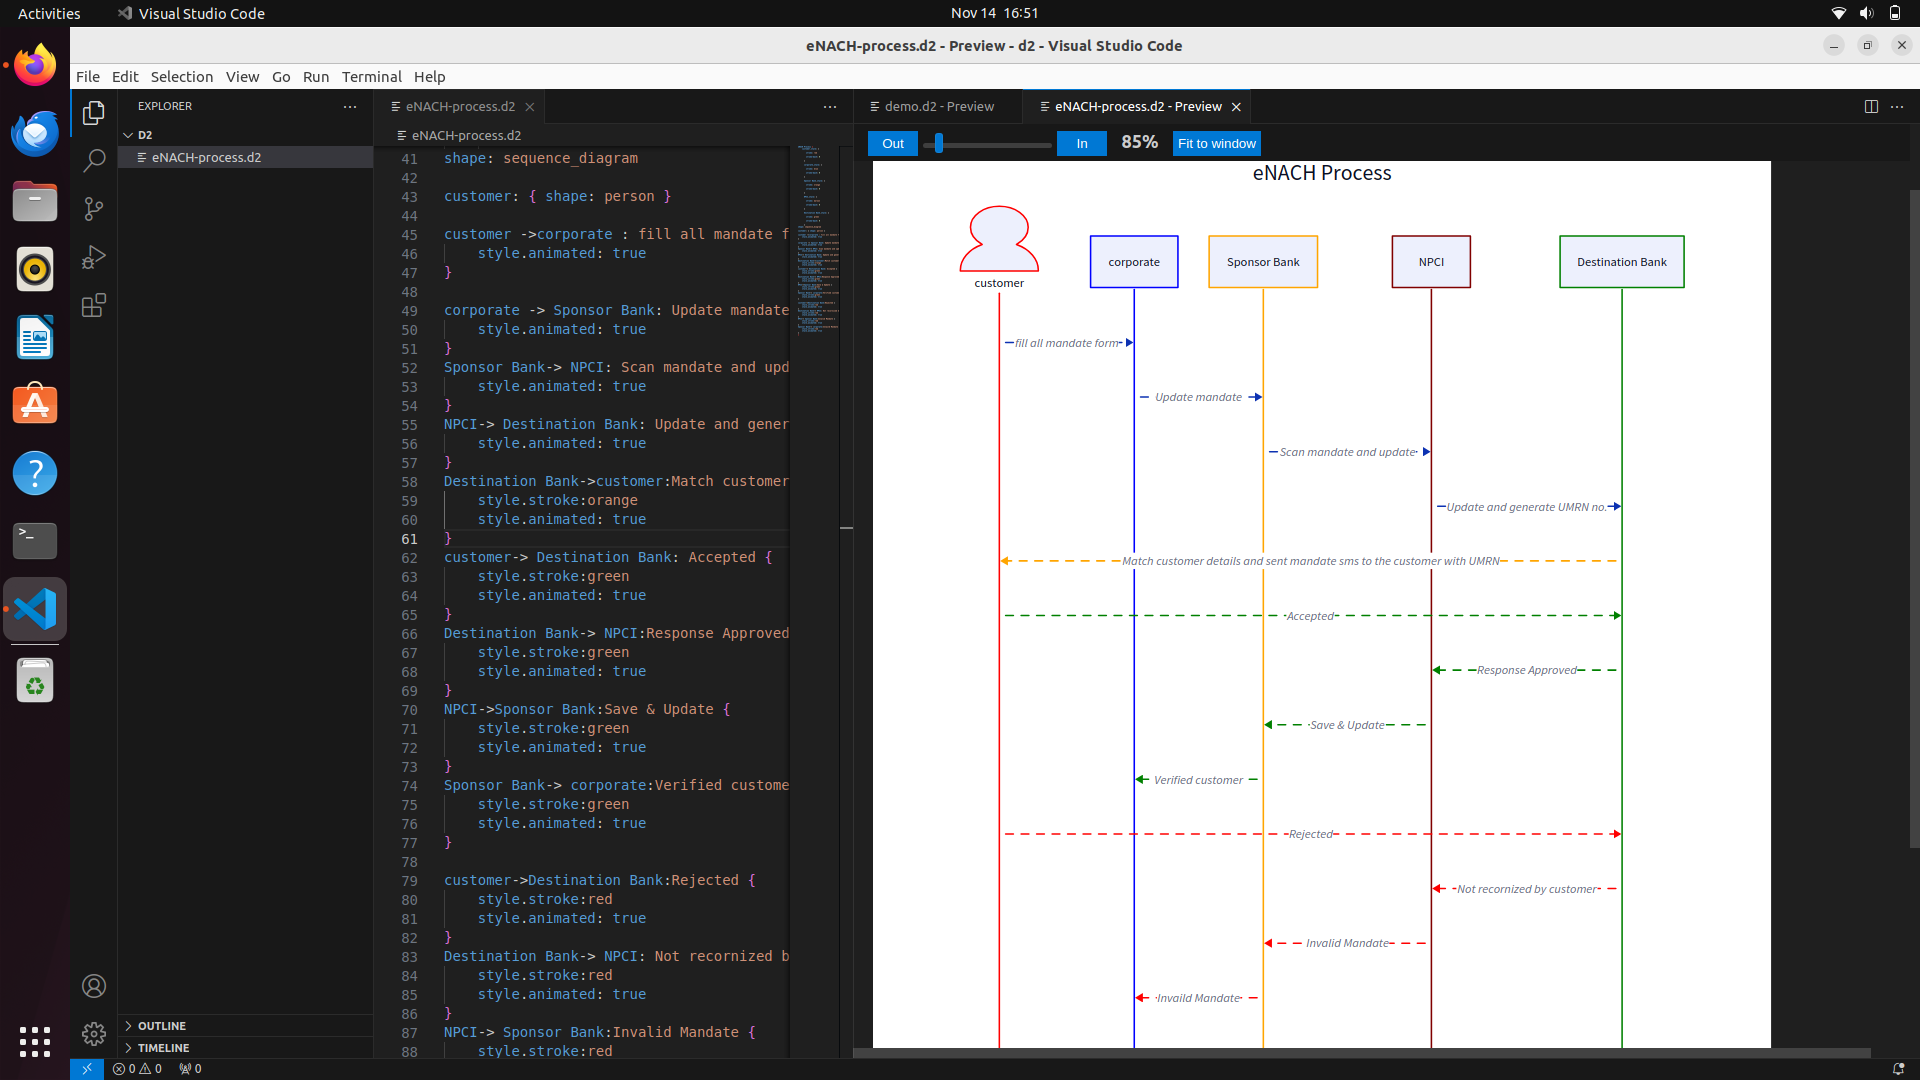 Activities
Visual Studio Code
Nov 14 16:51
eNACH-process.d2 - Preview - d2 - Visual Studio Code
File Edit Selection View Go Run Terminal Help
EXPLORER
D2
eNACH-process.d2
OUTLINE
TIMELINE
0 0 0
eNACH-process.d2
eNACH-process.d2
41 shape: sequence_diagram
42
43 customer: { shape: person }
44
45 customer ->corporate : fill all mandate f
46 style.animated: true
47 }
48
49 corporate -> Sponsor Bank: Update mandate
50 style.animated: true
51 }
52 Sponsor Bank-> NPCI: Scan mandate and upd
53 style.animated: true
54 }
55 NPCI-> Destination Bank: Update and gener
56 style.animated: true
57 }
58 Destination Bank->customer:Match customer
59 style.stroke:orange
60 style.animated: true
61 }
62 customer-> Destination Bank: Accepted {
63 style.stroke:green
64 style.animated: true
65 }
66 Destination Bank-> NPCI:Response Approved
67 style.stroke:green
68 style.animated: true
69 }
70 NPCI->Sponsor Bank:Save & Update {
71 style.stroke:green
72 style.animated: true
73 }
74 Sponsor Bank-> corporate:Verified custome
75 style.stroke:green
76 style.animated: true
77 }
78
79 customer->Destination Bank:Rejected {
80 style.stroke:red
81 style.animated: true
82 }
83 Destination Bank-> NPCI: Not recornized b
84 style.stroke:red
85 style.animated: true
86 }
87 NPCI-> Sponsor Bank:Invalid Mandate {
88 style.stroke:red
demo.d2 - Preview
eNACH-process.d2 - Preview
Out In 85% Fit to window
eNACH Process
customer
corporate
Sponsor Bank
NPCI
Destination Bank
fill all mandate form
Update mandate
Scan mandate and update
Update and generate UMRN no.
Match customer details and sent mandate sms to the customer with UMRN
Accepted
Response Approved
Save & Update
Verified customer
Rejected
Not recornized by customer
Invalid Mandate
Invaild Mandate